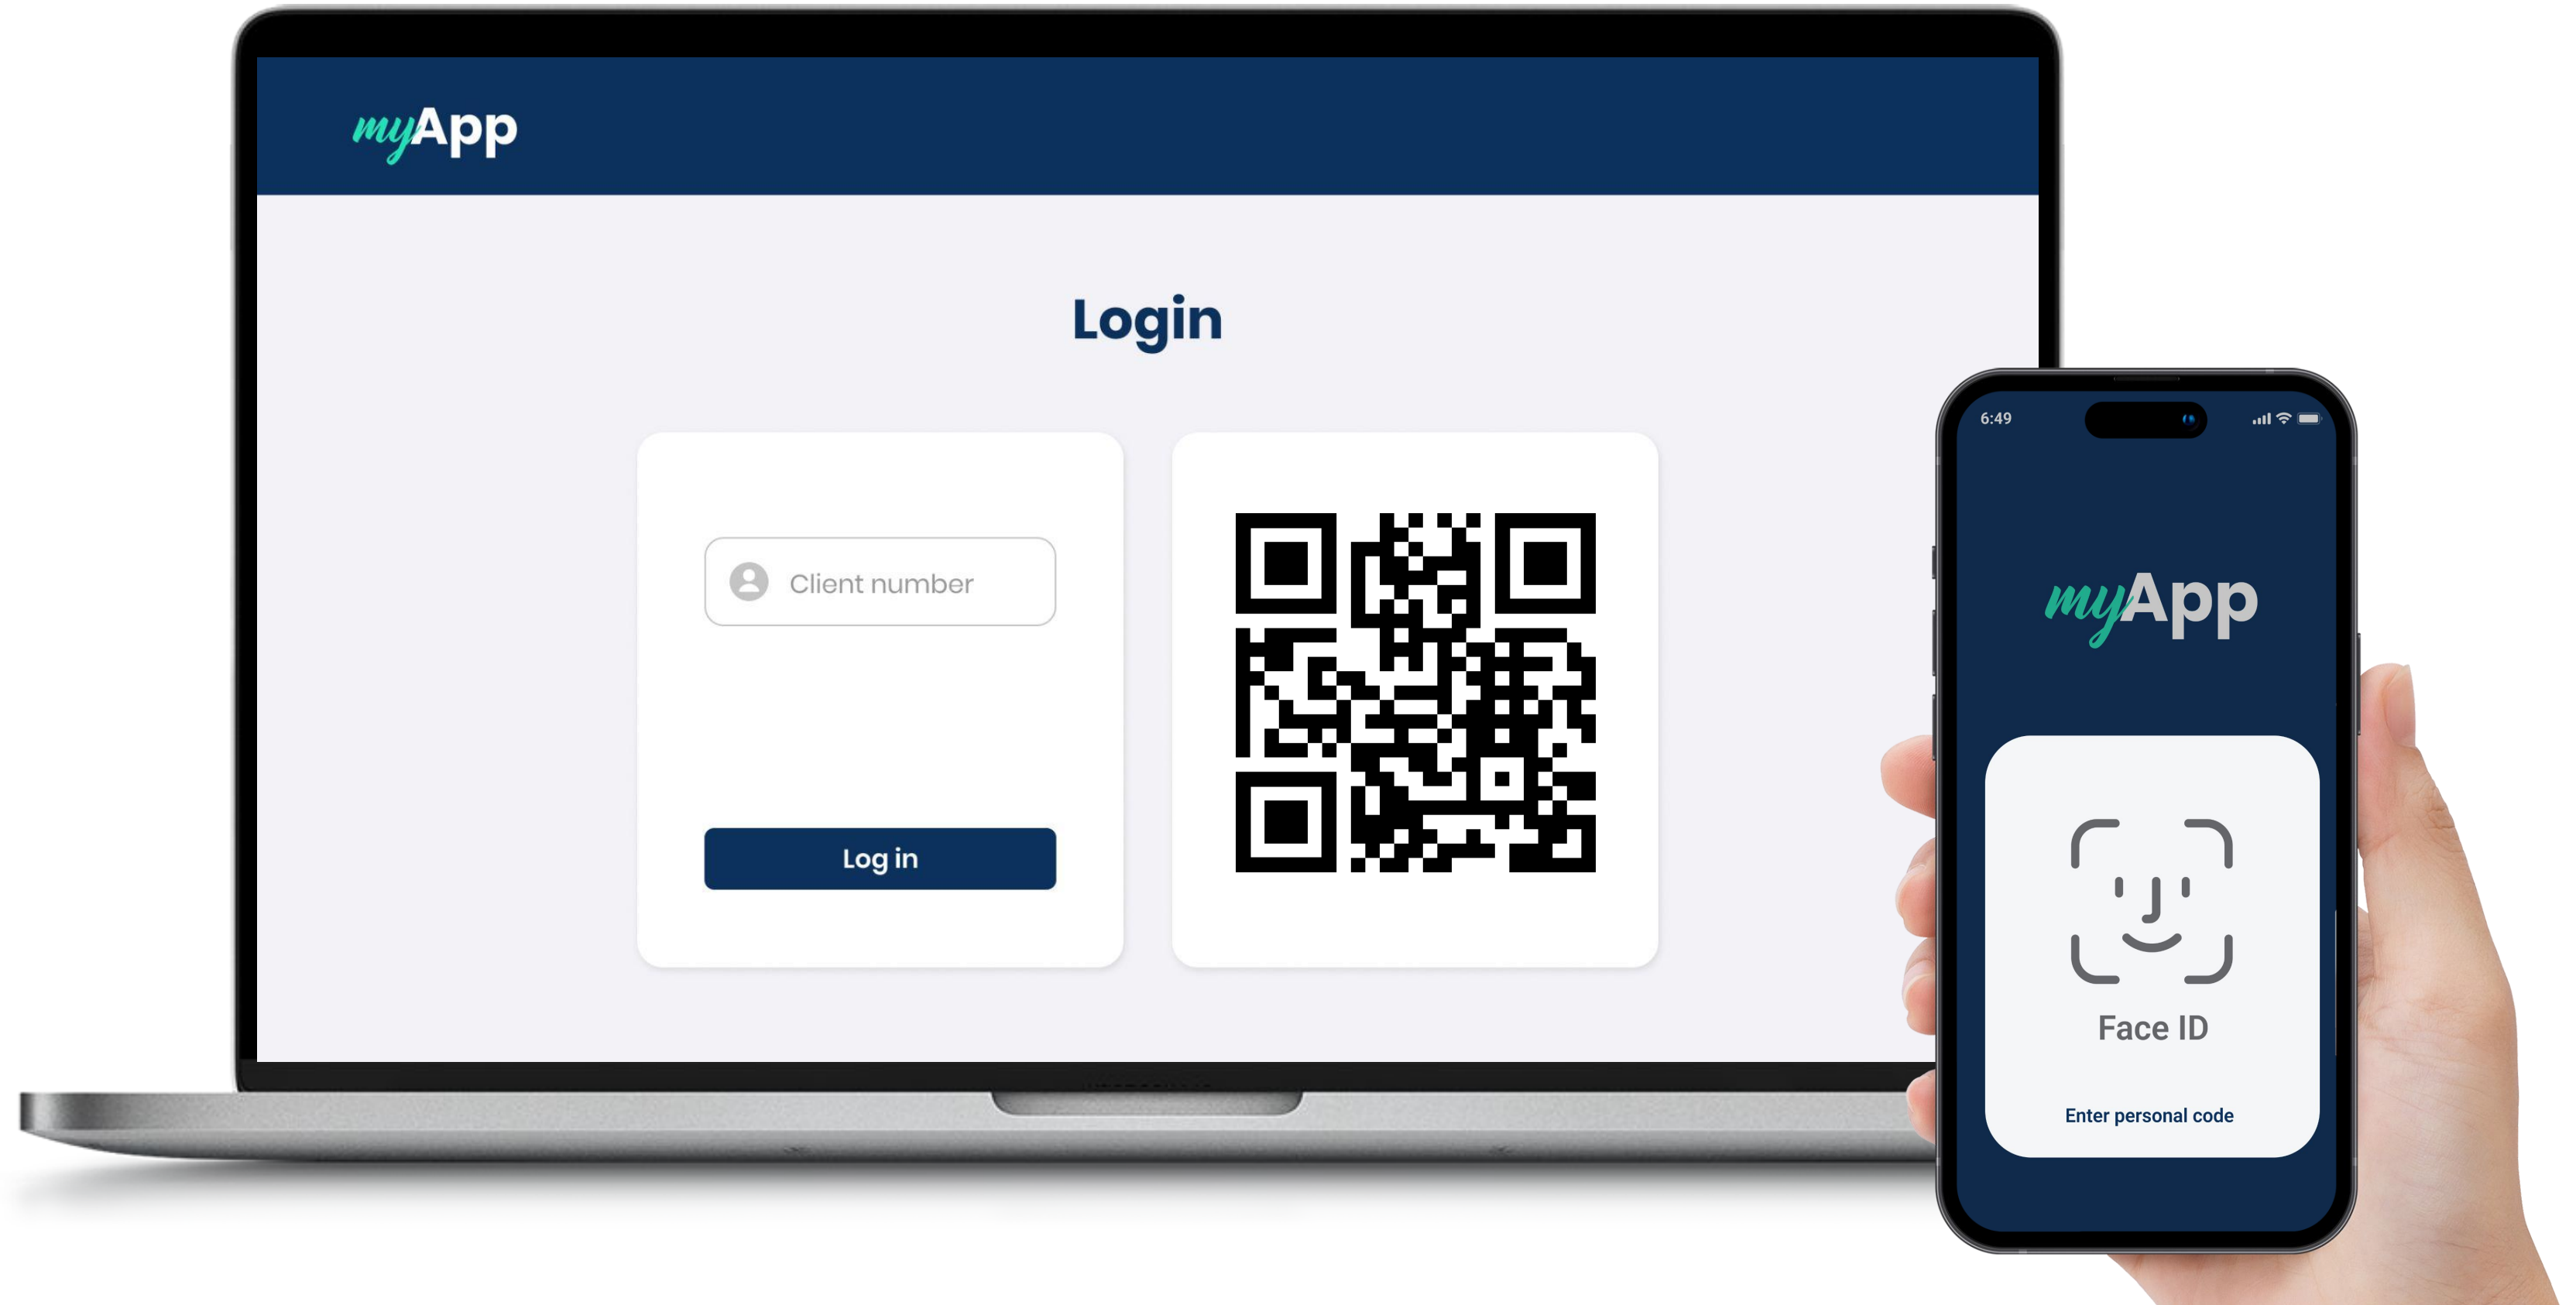 myApp
Login
Client number
Log in
6:49
myApp
Face ID
Enter personal code